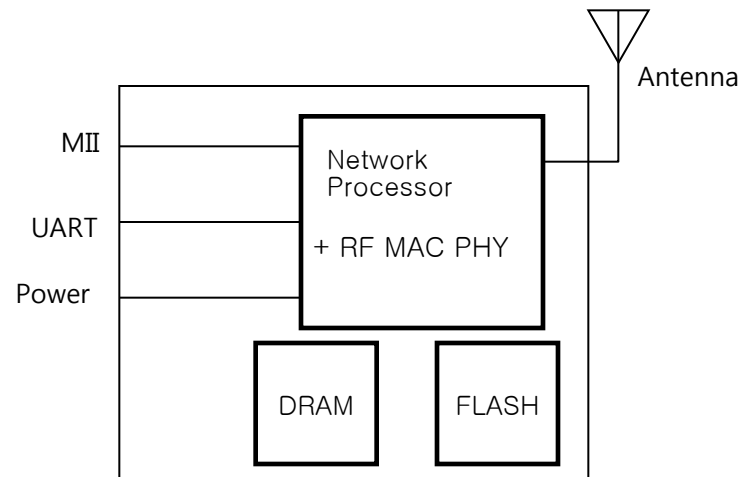 Antenna
MII
Network
Processor
UART
+ RF MAC PHY
Power
DRAM
FLASH